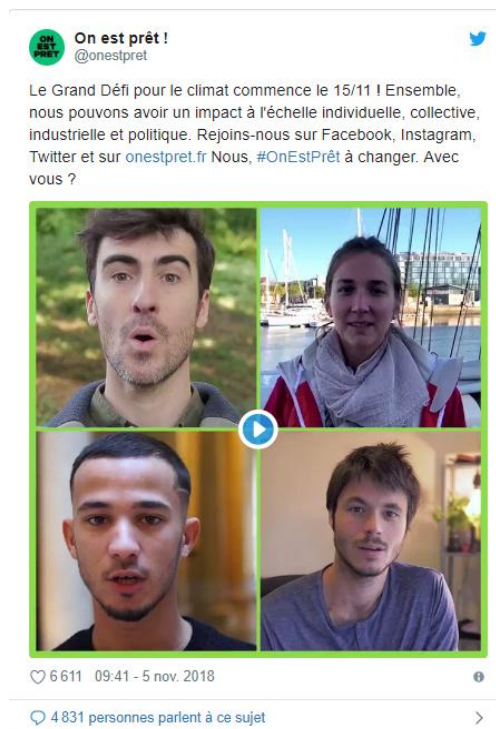 ON
EST
PRÊT
On est prêt !
@onestpret
Le Grand Défi pour le climat commence le 15/11 ! Ensemble,
nous pouvons avoir un impact à l'échelle individuelle, collective,
industrielle et politique. Rejoins-nous sur Facebook, Instagram,
Twitter et sur onestpret.fr Nous, #OnEstPrêt à changer. Avec
vous ?
6 611 09:41 - 5 nov. 2018
4 831 personnes parlent à ce sujet